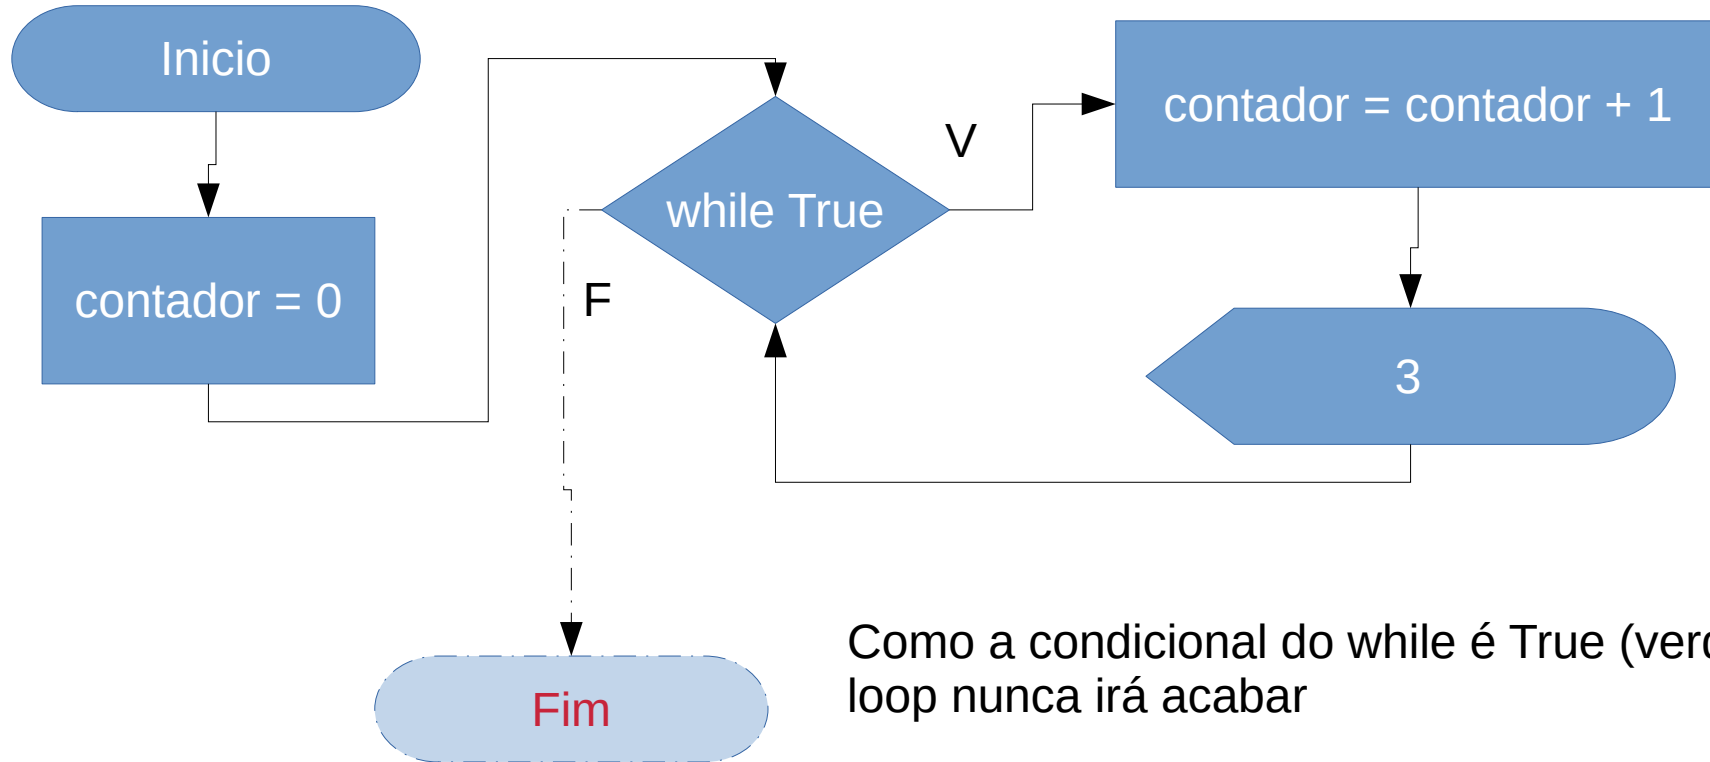 Inicio
contador = 0
while True
V
F
contador = contador + 1
3
Fim
Como a condicional do while é True
loop nunca irá acabar